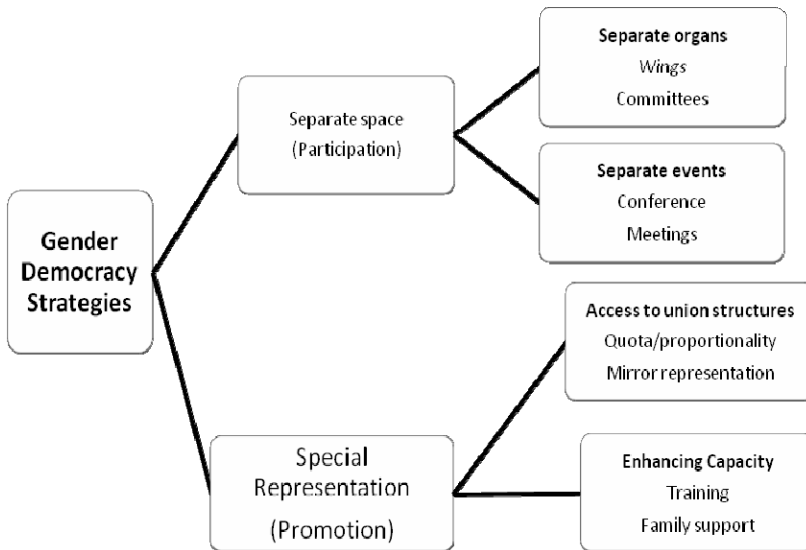 Gender
Democracy
Strategies
Separate space
(Participation)
Separate organs
Wings
Committees
Separate events
Conference
Meetings
Special
Representation
(Promotion)
Access to union structures
Quota/proportionality
Mirror representation
Enhancing Capacity
Training
Family support